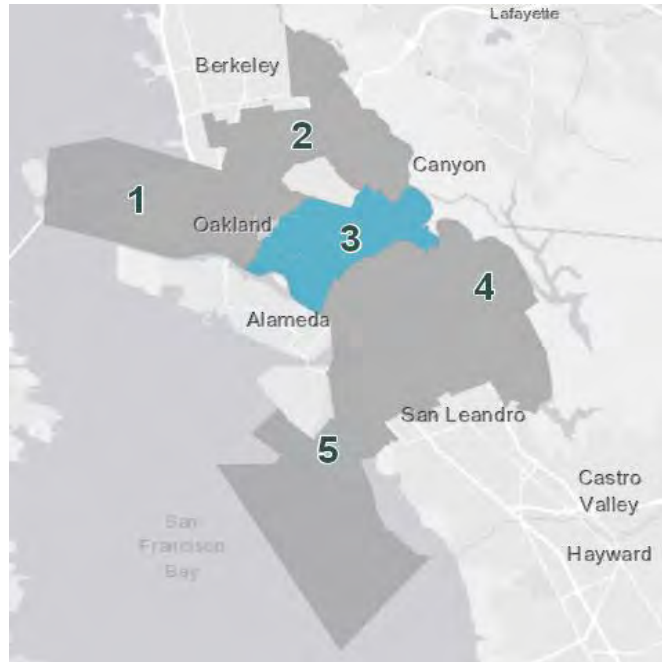 Lafayette
Berkeley
2
Canyon
1
Oakland
3
4
Alameda
San Leandro
5
Castro
Valley
San
Francisco
Bay
Hayward